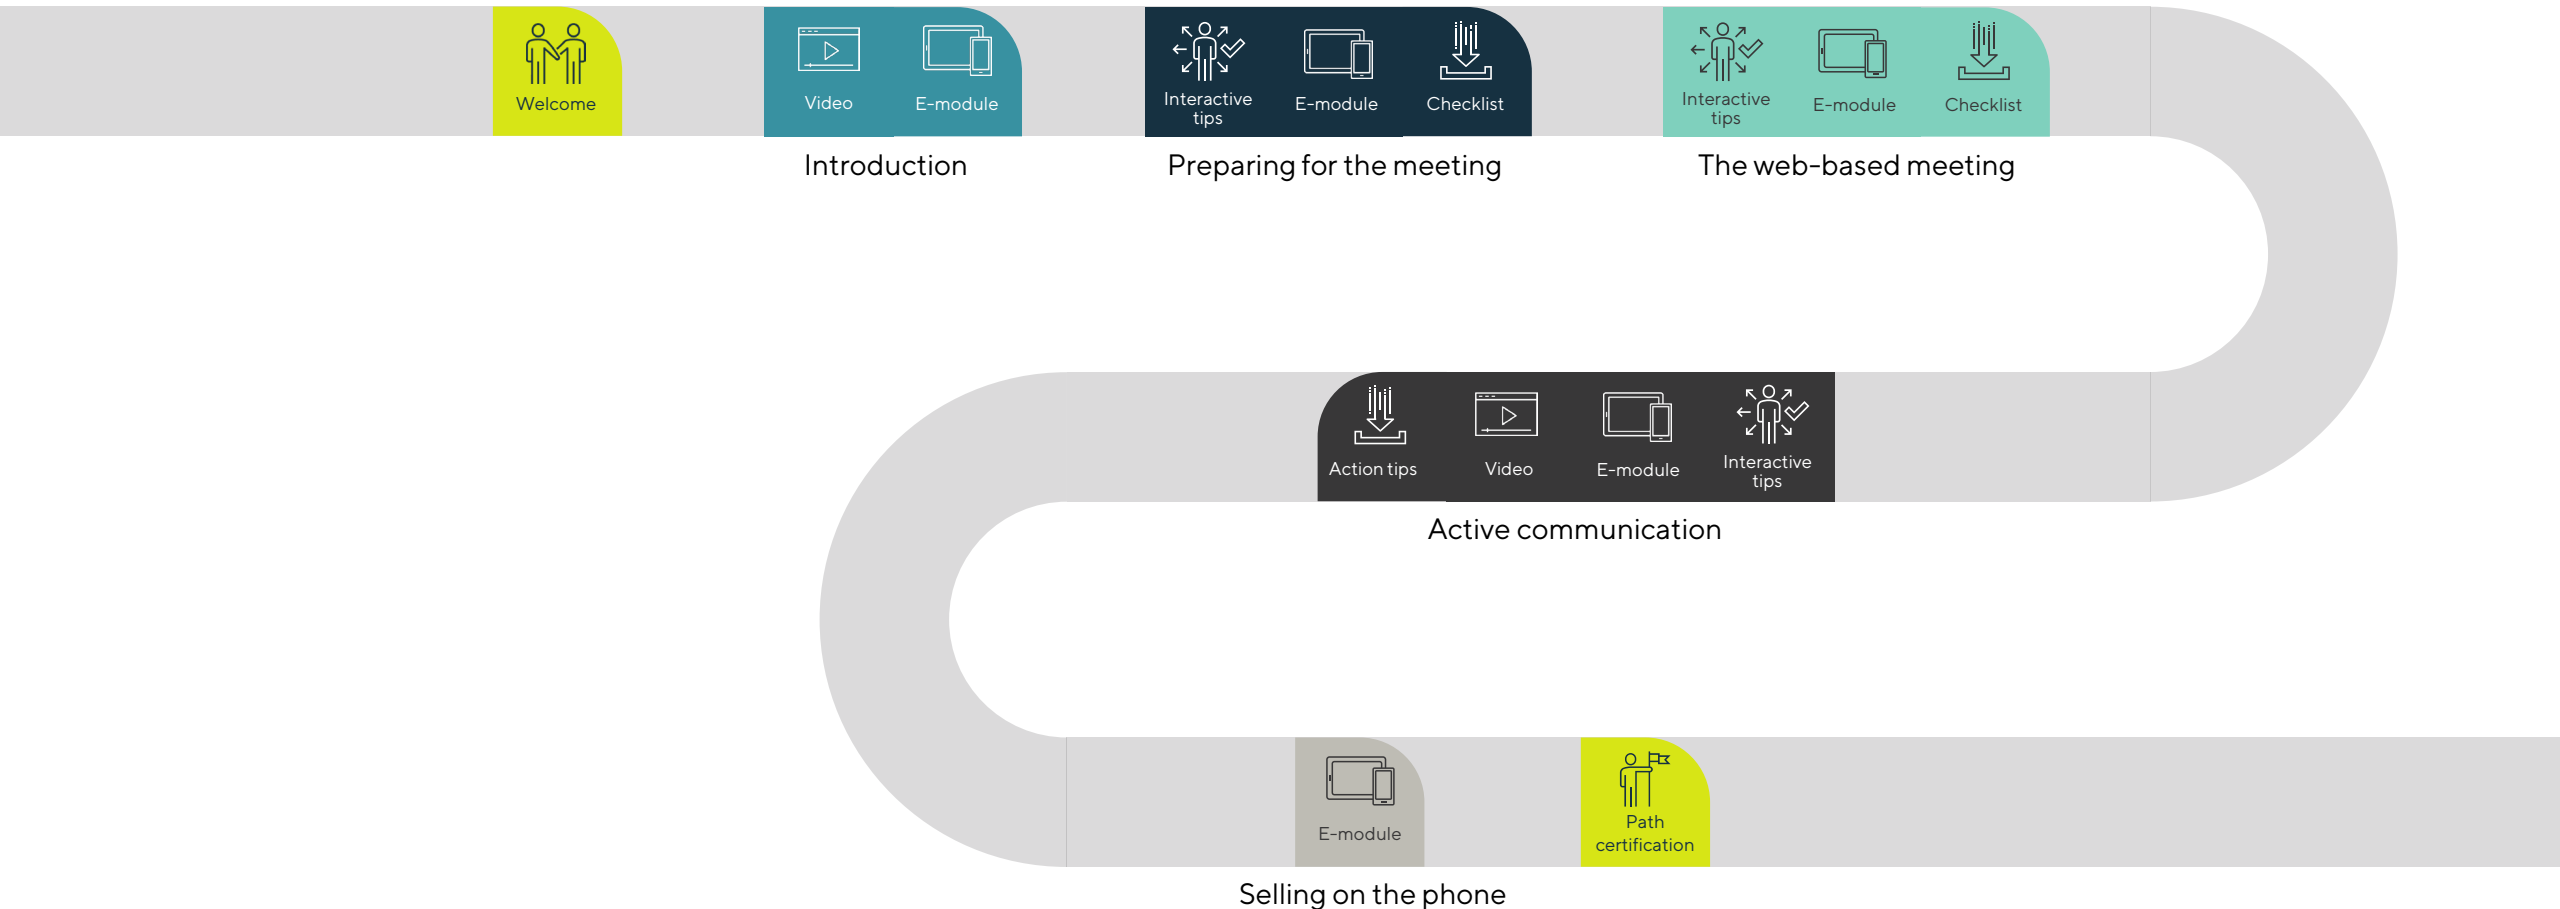 Welcome
Video
E-module
Introduction
Interactive
tips
E-module
Checklist
Preparing for the meeting
Interactive
tips
E-module
Checklist
The web-based meeting
Action tips
Video
E-module
Interactive
tips
Active communication
E-module
Selling on the phone
Path
certification